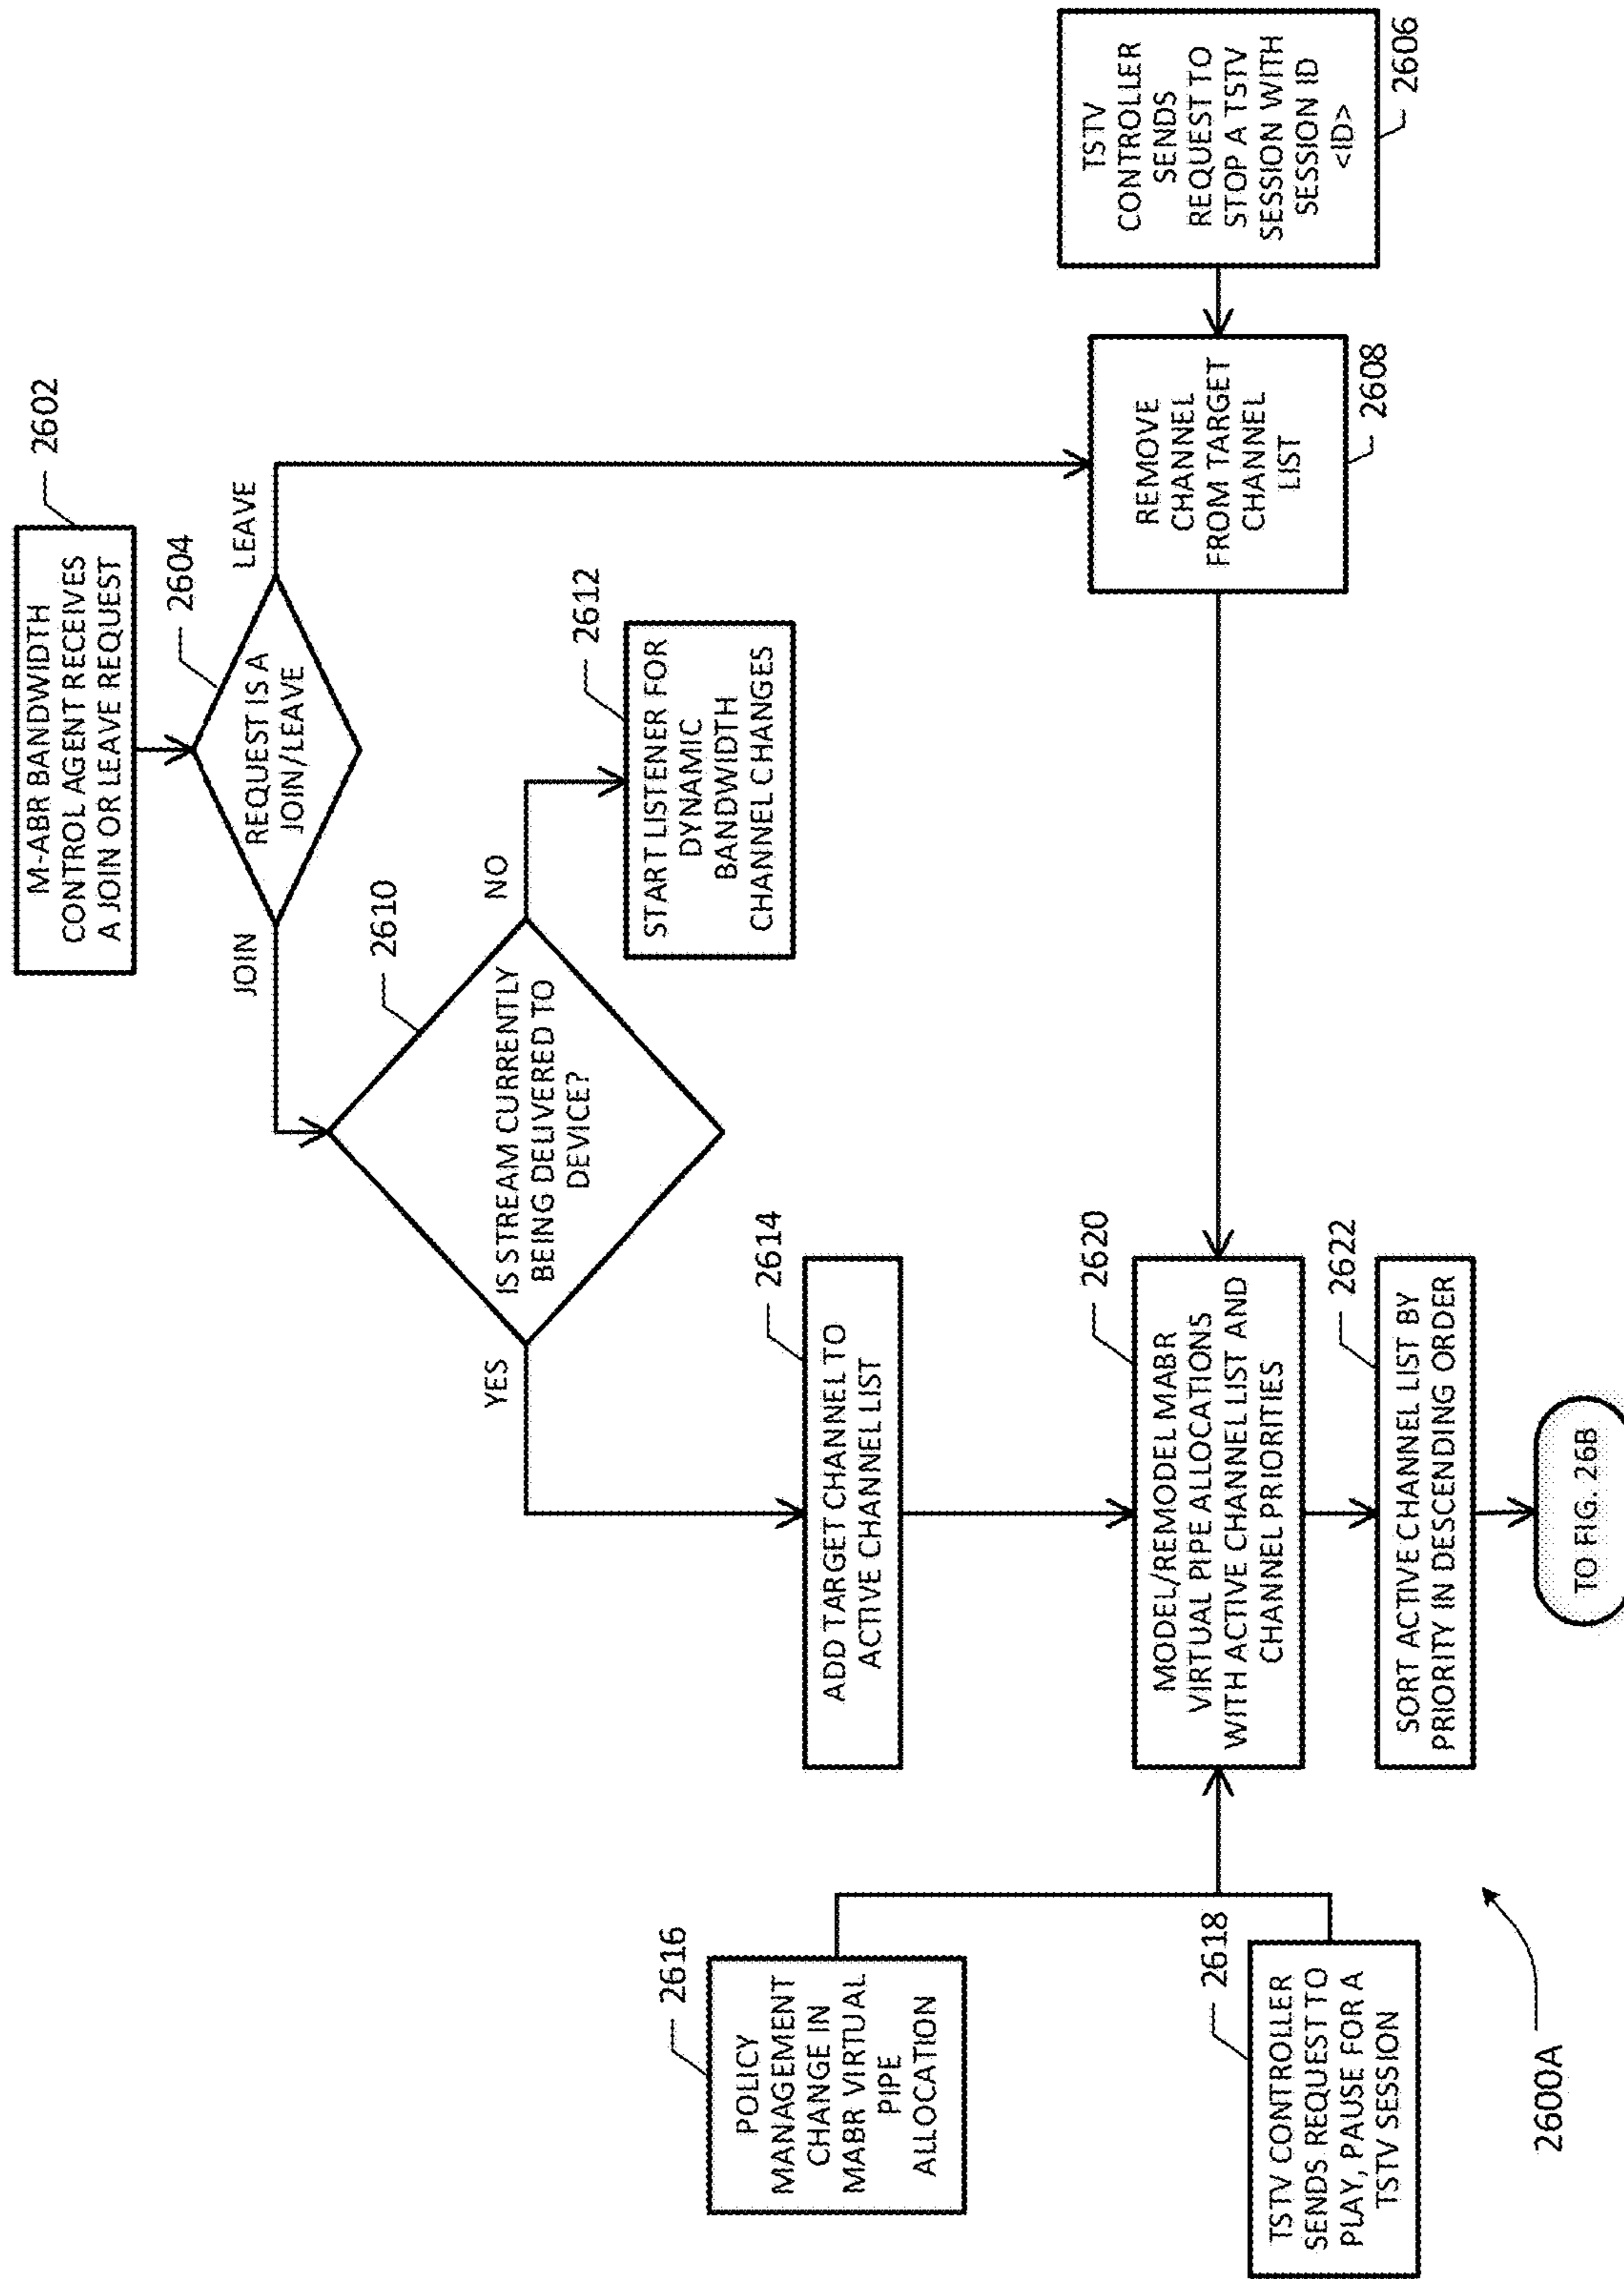 M-ABR BANDWIDTH
CONTROL AGENT RECEIVES
A JOIN OR LEAVE REQUEST
2602
REQUEST IS A
JOIN/LEAVE
2604
JOIN
LEAVE
IS STREAM CURRENTLY
BEING DELIVERED TO
DEVICE?
2610
YES
NO
START LISTENER FOR
DYNAMIC
BANDWIDTH
CHANNEL CHANGES
2612
ADD TARGET CHANNEL TO
ACTIVE CHANNEL LIST
2614
POLICY
MANAGEMENT
CHANGE IN
MABR VIRTUAL
PIPE
ALLOCATION
2616
TSTV CONTROLLER
SENDS REQUEST TO
PLAY, PAUSE FOR A
TSTV SESSION
2618
MODEL/REMODEL MABR
VIRTUAL PIPE ALLOCATIONS
WITH ACTIVE CHANNEL LIST AND
CHANNEL PRIORITIES
2620
REMOVE
CHANNEL
FROM TARGET
CHANNEL
LIST
2608
TSTV
CONTROLLER
SENDS
REQUEST TO
STOP A TSTV
SESSION WITH
SESSION ID
<ID>
2606
SORT ACTIVE CHANNEL LIST BY
PRIORITY IN DESCENDING ORDER
2622
TO FIG. 26B
2600A